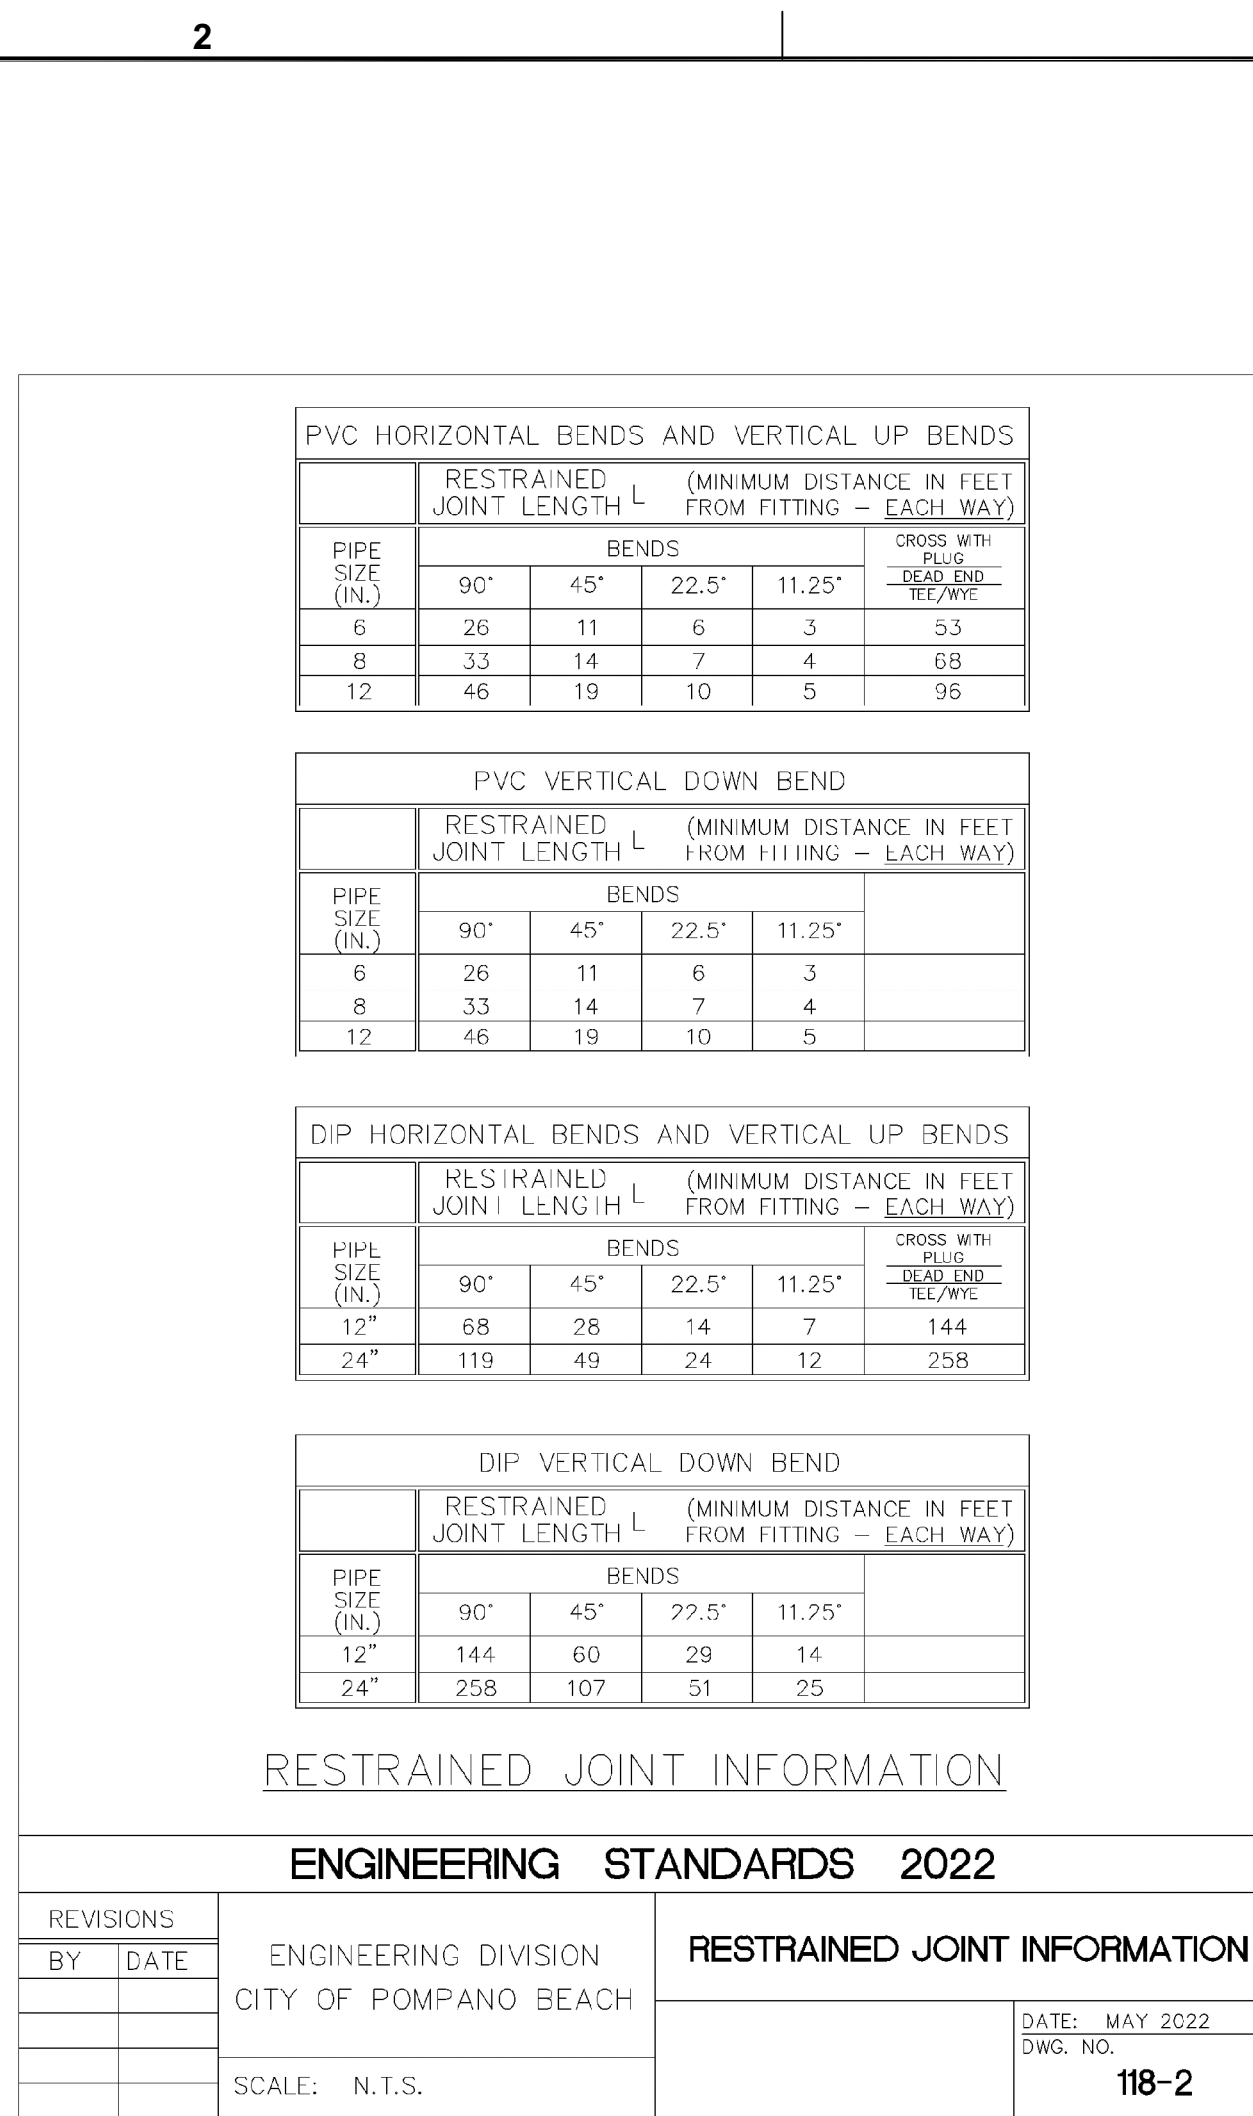 2
PVC HORIZONTAL BENDS AND VERTICAL UP BENDS
RESTRAINED JOINT LENGTH L (MINIMUM DISTANCE IN FEET FROM FITTING – EACH WAY)
PIPE SIZE (IN.) BENDS CROSS WITH PLUG DEAD END TEE/WYE
90° 45° 22.5° 11.25°
6 26 11 6 3 53
8 33 14 7 4 68
12 46 19 10 5 96
PVC VERTICAL DOWN BEND
RESTRAINED JOINT LENGTH L (MINIMUM DISTANCE IN FEET FROM FITTING – EACH WAY)
PIPE SIZE (IN.) BENDS
90° 45° 22.5° 11.25°
6 26 11 6 3
8 33 14 7 4
12 46 19 10 5
DIP HORIZONTAL BENDS AND VERTICAL UP BENDS
RESTRAINED JOINT LENGTH L (MINIMUM DISTANCE IN FEET FROM FITTING – EACH WAY)
PIPE SIZE (IN.) BENDS CROSS WITH PLUG DEAD END TEE/WYE
90° 45° 22.5° 11.25°
12" 68 28 14 7 144
24" 119 49 24 12 258
DIP VERTICAL DOWN BEND
RESTRAINED JOINT LENGTH L (MINIMUM DISTANCE IN FEET FROM FITTING – EACH WAY)
PIPE SIZE (IN.) BENDS
90° 45° 22.5° 11.25°
12" 144 60 29 14
24" 258 107 51 25
RESTRAINED JOINT INFORMATION
ENGINEERING STANDARDS 2022
REVISIONS
BY DATE
ENGINEERING DIVISION
CITY OF POMPANO BEACH
SCALE: N.T.S.
RESTRAINED JOINT INFORMATION
DATE: MAY 2022
DWG. NO.
118-2